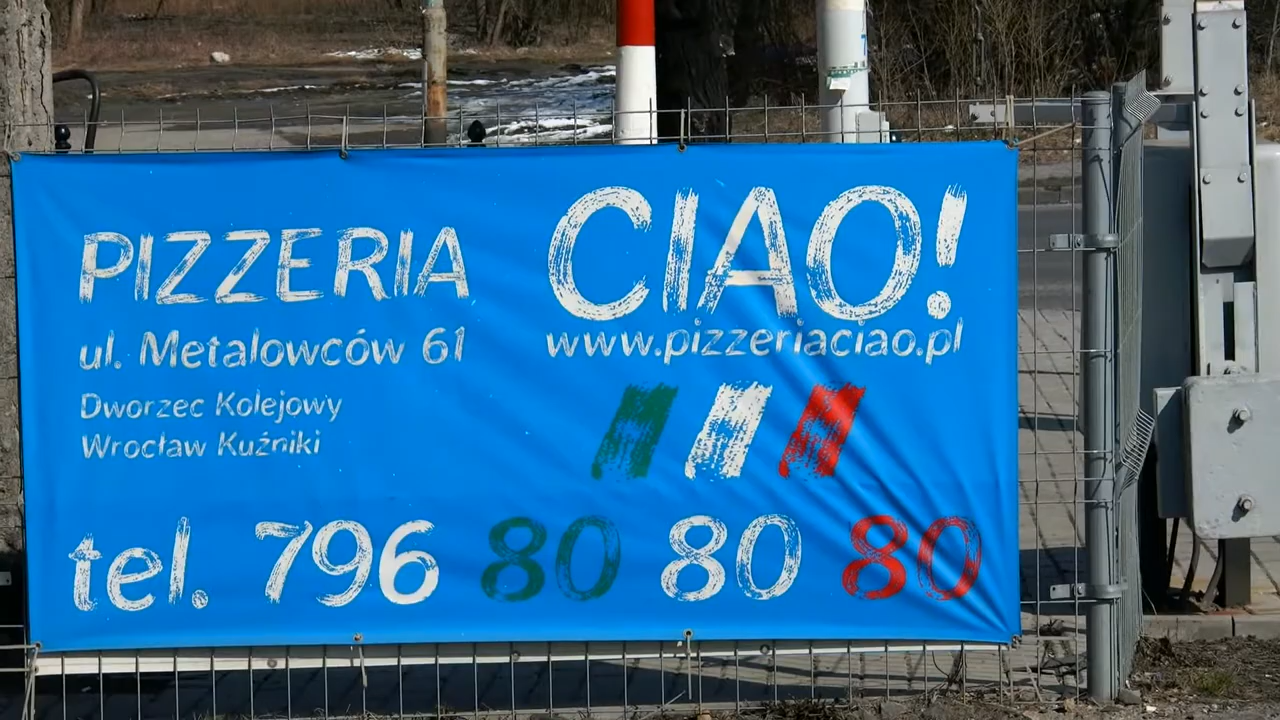 PIZZERIA
CIAO!
ul. Metalowców 61
www.pizzeriaciao.pl
Dworzec Kolejowy
Wrocław Kuźniki
tel. 796 80 80 80